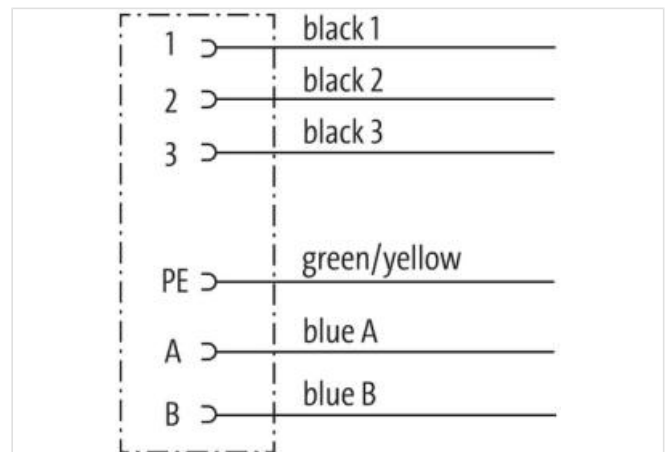 1 black 1
2 black 2
3 black 3
PE green/yellow
A blue A
B blue B